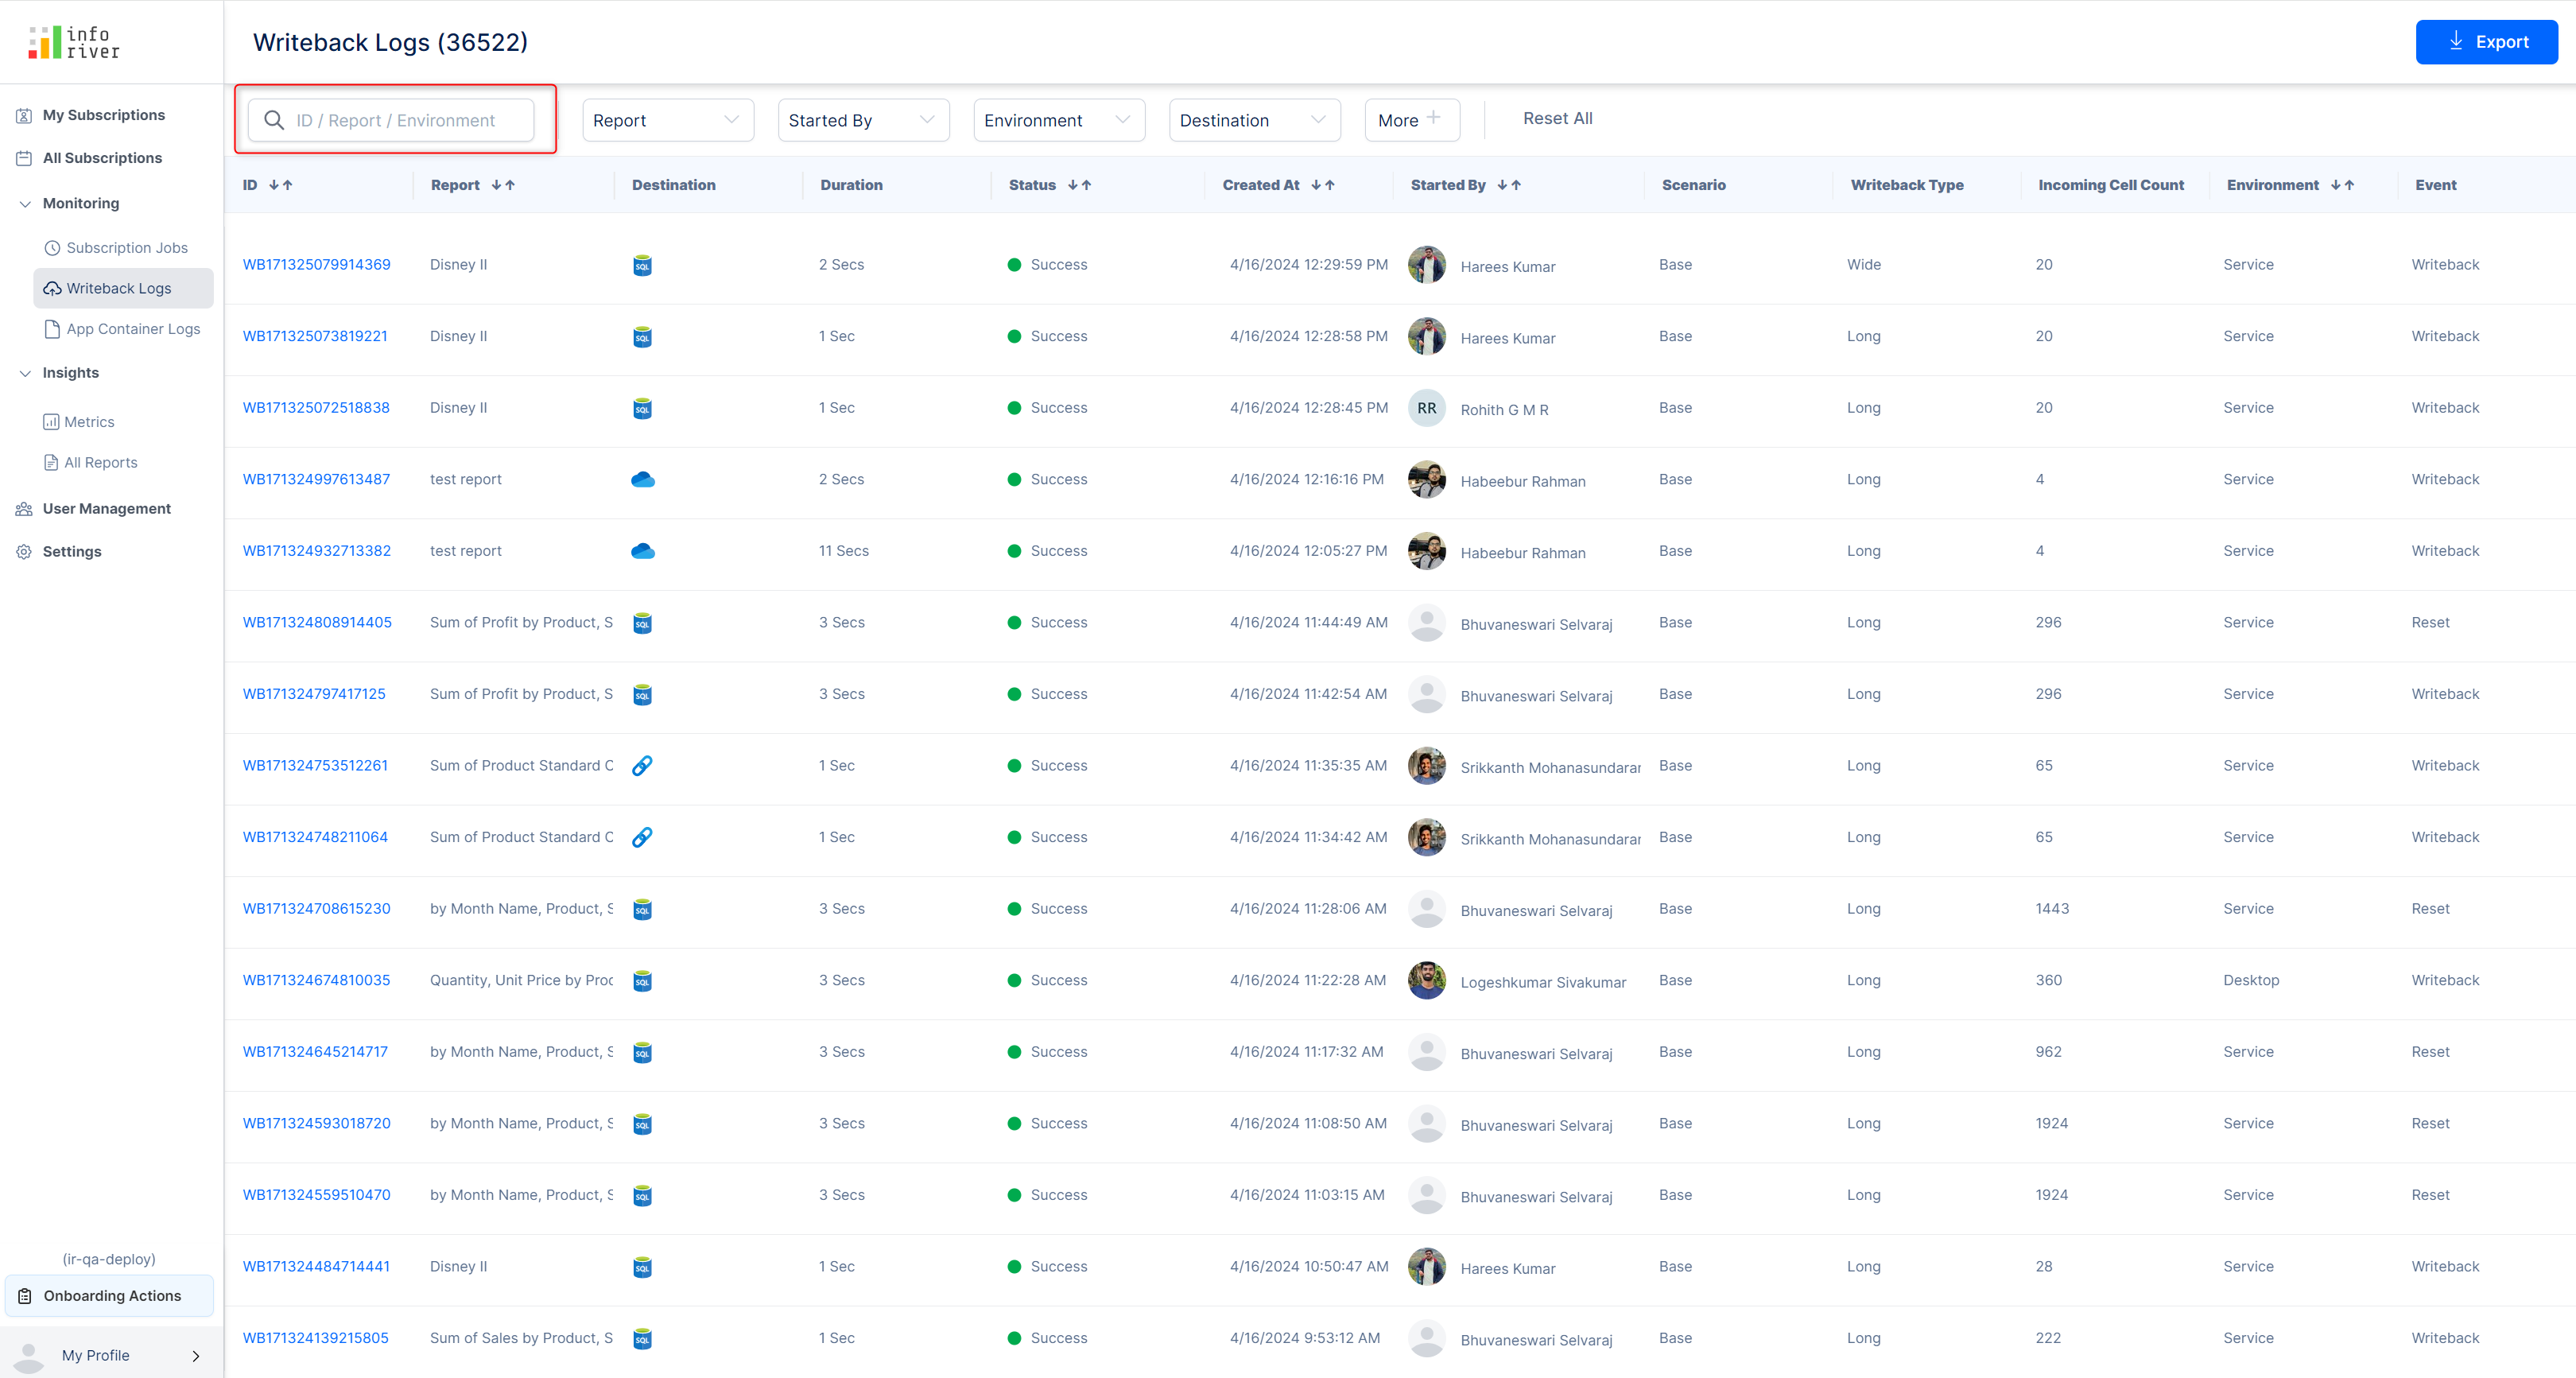 info
river
Writeback Logs (36522)
Export
My Subscriptions
All Subscriptions
Monitoring
Subscription Jobs
Writeback Logs
App Container Logs
Insights
Metrics
All Reports
User Management
Settings
(ir-qa-deploy)
Onboarding Actions
My Profile
ID / Report / Environment Report Started By Environment Destination More Reset All
ID Report Destination Duration Status Created At Started By Scenario Writeback Type Incoming Cell Count Environment Event
WB171325079914369 Disney II SQL 2 Secs Success 4/16/2024 12:29:59 PM Harees Kumar Base Wide 20 Service Writeback
WB171325073819221 Disney II SQL 1 Sec Success 4/16/2024 12:28:58 PM Harees Kumar Base Long 20 Service Writeback
WB171325072518838 Disney II SQL 1 Sec Success 4/16/2024 12:28:45 PM RR Rohith G M R Base Long 20 Service Writeback
WB171324997613487 test report 2 Secs Success 4/16/2024 12:16:16 PM Habeebur Rahman Base Long 4 Service Writeback
WB171324932713382 test report 11 Secs Success 4/16/2024 12:05:27 PM Habeebur Rahman Base Long 4 Service Writeback
WB171324808914405 Sum of Profit by Product, S SQL 3 Secs Success 4/16/2024 11:44:49 AM Bhuvaneswari Selvaraj Base Long 296 Service Reset
WB171324797417125 Sum of Profit by Product, S SQL 3 Secs Success 4/16/2024 11:42:54 AM Bhuvaneswari Selvaraj Base Long 296 Service Writeback
WB171324753512261 Sum of Product Standard C 1 Sec Success 4/16/2024 11:35:35 AM Srikkanth Mohanasundaram Base Long 65 Service Writeback
WB171324748211064 Sum of Product Standard C 1 Sec Success 4/16/2024 11:34:42 AM Srikkanth Mohanasundaram Base Long 65 Service Writeback
WB171324708615230 by Month Name, Product, S SQL 3 Secs Success 4/16/2024 11:28:06 AM Bhuvaneswari Selvaraj Base Long 1443 Service Reset
WB171324674810035 Quantity, Unit Price by Proc SQL 3 Secs Success 4/16/2024 11:22:28 AM Logeshkumar Sivakumar Base Long 360 Desktop Writeback
WB171324645214717 by Month Name, Product, S SQL 3 Secs Success 4/16/2024 11:17:32 AM Bhuvaneswari Selvaraj Base Long 962 Service Reset
WB171324593018720 by Month Name, Product, S SQL 3 Secs Success 4/16/2024 11:08:50 AM Bhuvaneswari Selvaraj Base Long 1924 Service Reset
WB171324559510470 by Month Name, Product, S SQL 3 Secs Success 4/16/2024 11:03:15 AM Bhuvaneswari Selvaraj Base Long 1924 Service Reset
WB171324484714441 Disney II SQL 1 Sec Success 4/16/2024 10:50:47 AM Harees Kumar Base Long 28 Service Writeback
WB171324139215805 Sum of Sales by Product, S SQL 1 Sec Success 4/16/2024 9:53:12 AM Bhuvaneswari Selvaraj Base Long 222 Service Writeback